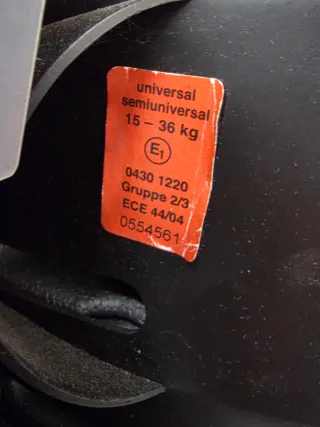 universal
semiuniversal
15 – 36 kg
E1
0430 1220
Gruppe 2/3
ECE 44/04
0554561